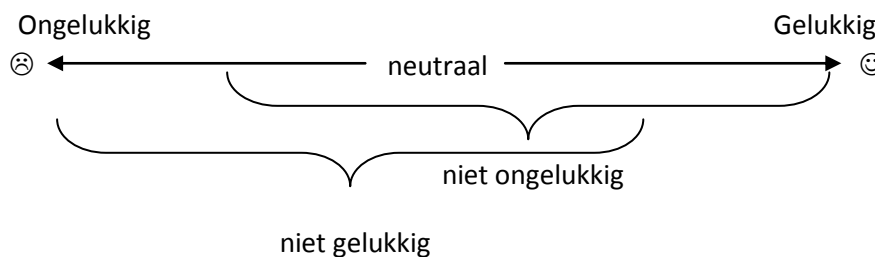 Ongelukkig Gelukkig
☹ neutraal ☺
niet ongelukkig
niet gelukkig